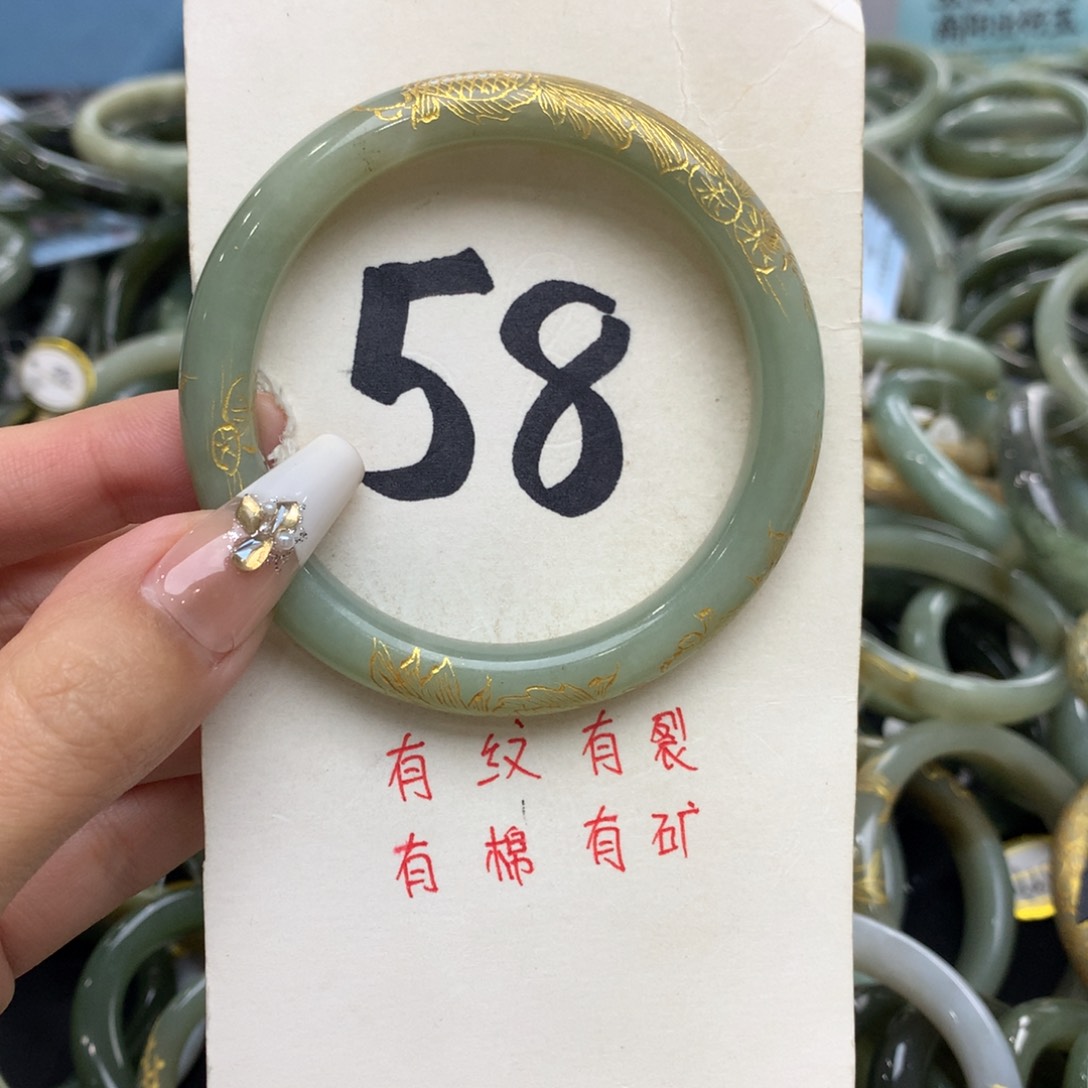 58
有 纹 有 裂
有 棉 有 矿